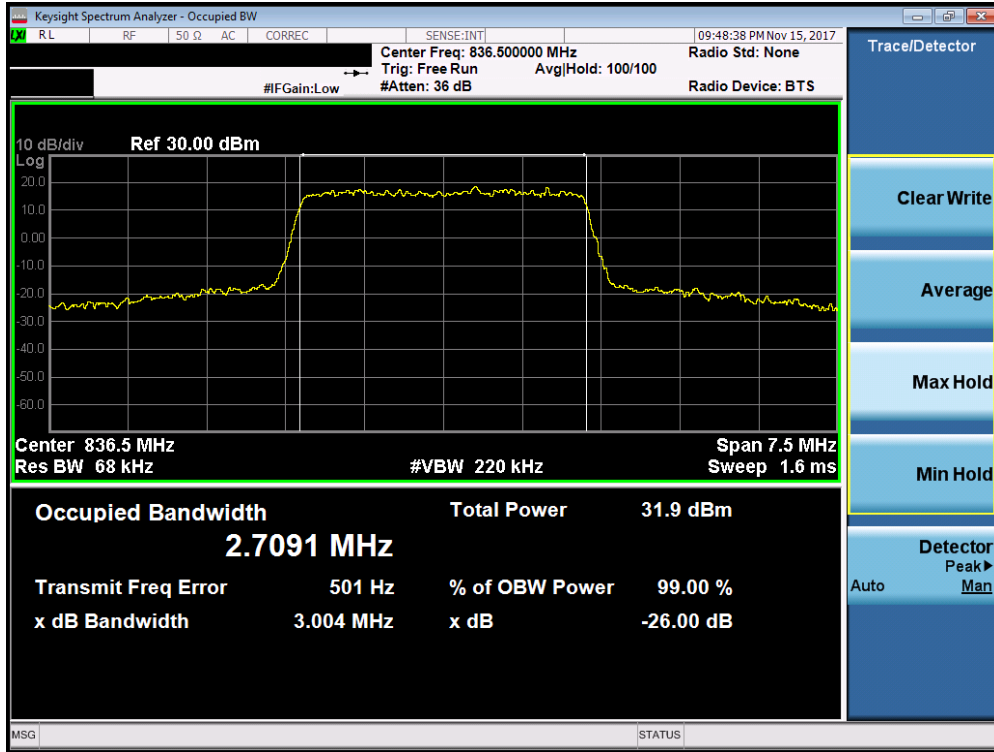 Keysight Spectrum Analyzer - Occupied BW
LXI RL RF 50 Ω AC CORREC SENSE:INT 09:48:38 PM Nov 15, 2017
Center Freq: 836.500000 MHz Radio Std: None
Trig: Free Run Avg|Hold: 100/100
#IFGain:Low #Atten: 36 dB Radio Device: BTS
10 dB/div Ref 30.00 dBm
Log
20.0
10.0
0.00
-10.0
-20.0
-30.0
-40.0
-50.0
-60.0
Center 836.5 MHz Span 7.5 MHz
Res BW 68 kHz #VBW 220 kHz Sweep 1.6 ms
Occupied Bandwidth Total Power 31.9 dBm
2.7091 MHz
Transmit Freq Error 501 Hz % of OBW Power 99.00 %
x dB Bandwidth 3.004 MHz x dB -26.00 dB
MSG STATUS
Trace/Detector
Clear Write
Average
Max Hold
Min Hold
Detector
Peak▶
Auto Man